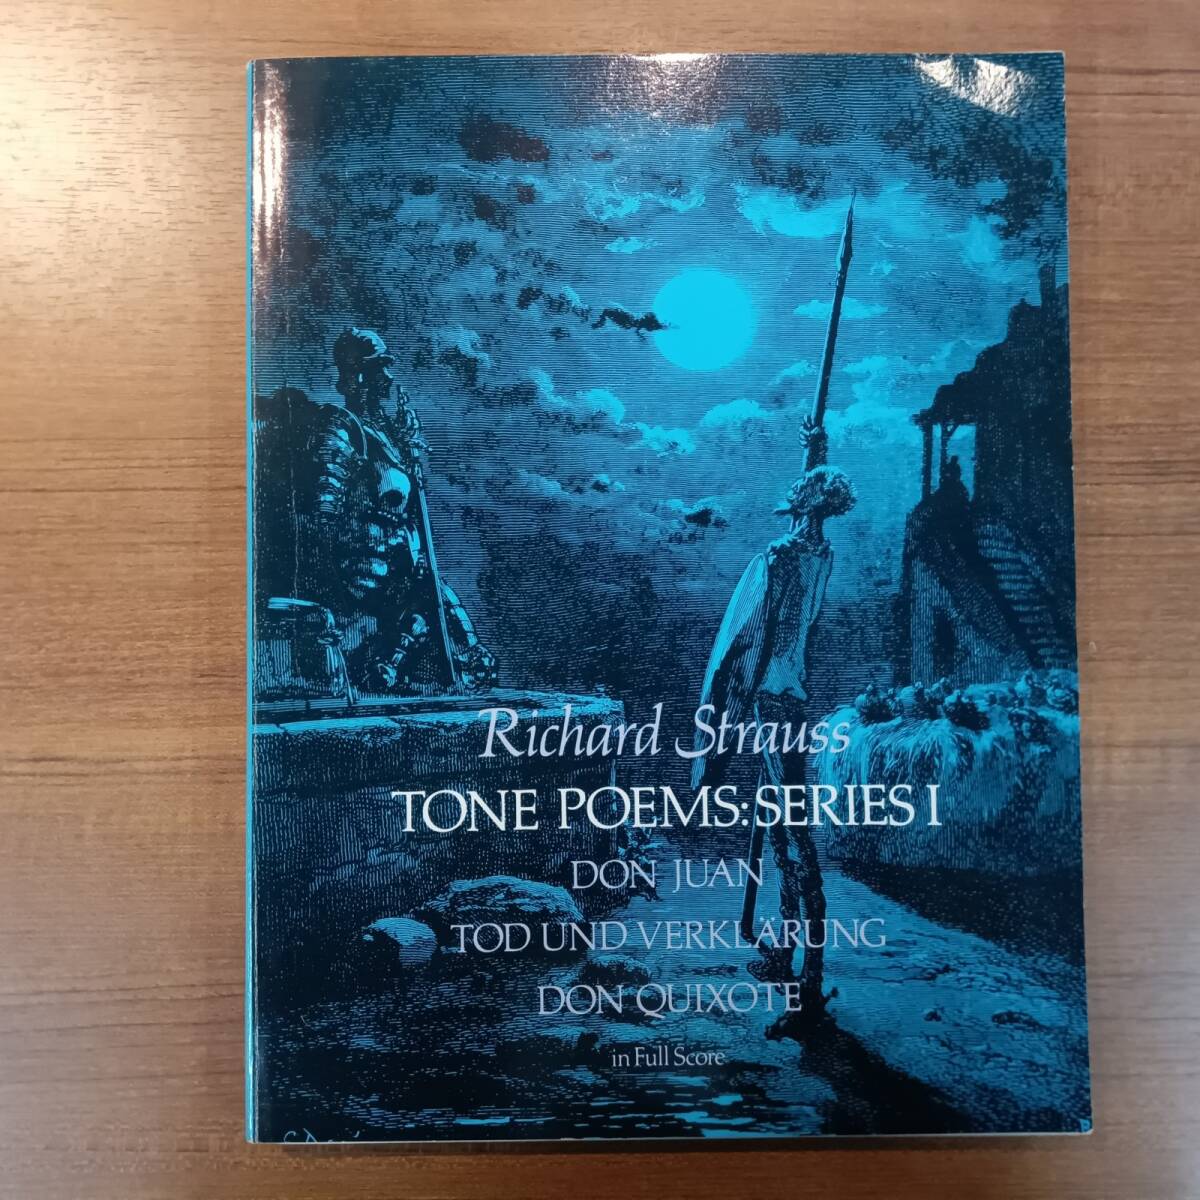 Richard Strauss
TONE POEMS: SERIES I
DON JUAN
TOD UND VERKLÄRUNG
DON QUIXOTE
in Full Score